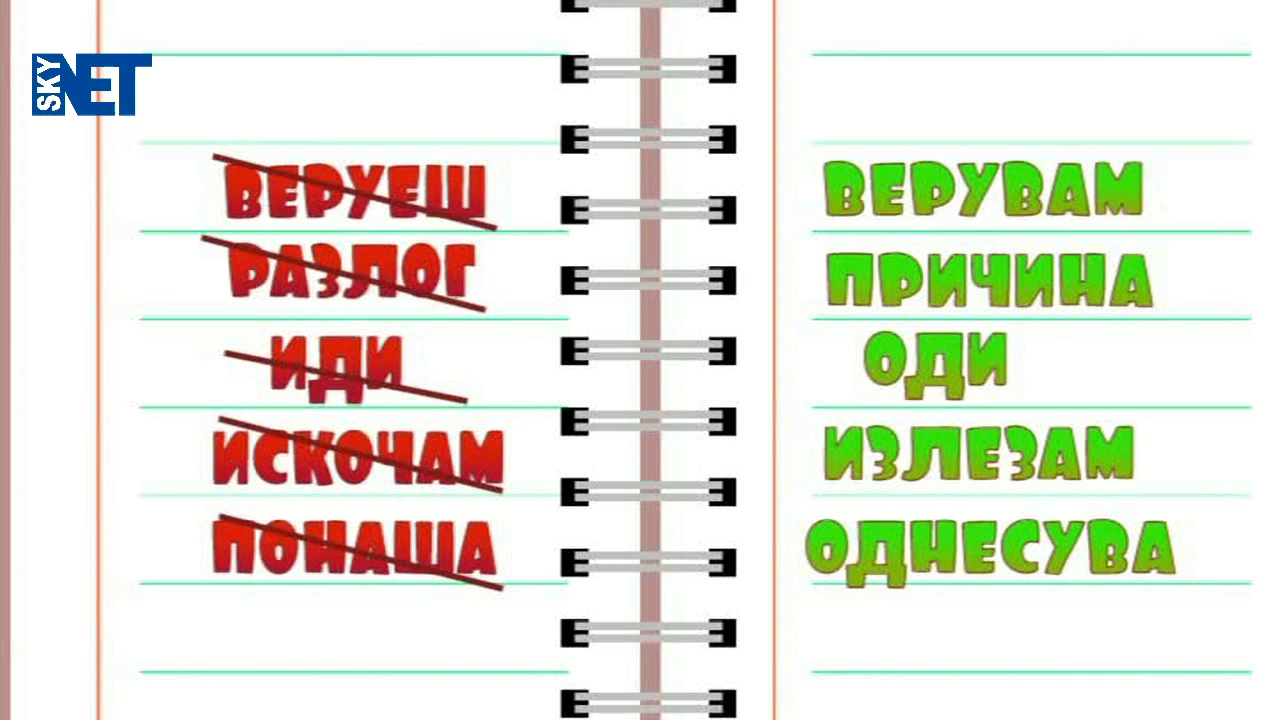 SKY NET
ВЕРУЕШ
РАЗЛОГ
ИДИ
ИСКОЧАМ
ПОНАША
ВЕРУВАМ
ПРИЧИНА
ОДИ
ИЗЛЕЗАМ
ОДНЕСУВА